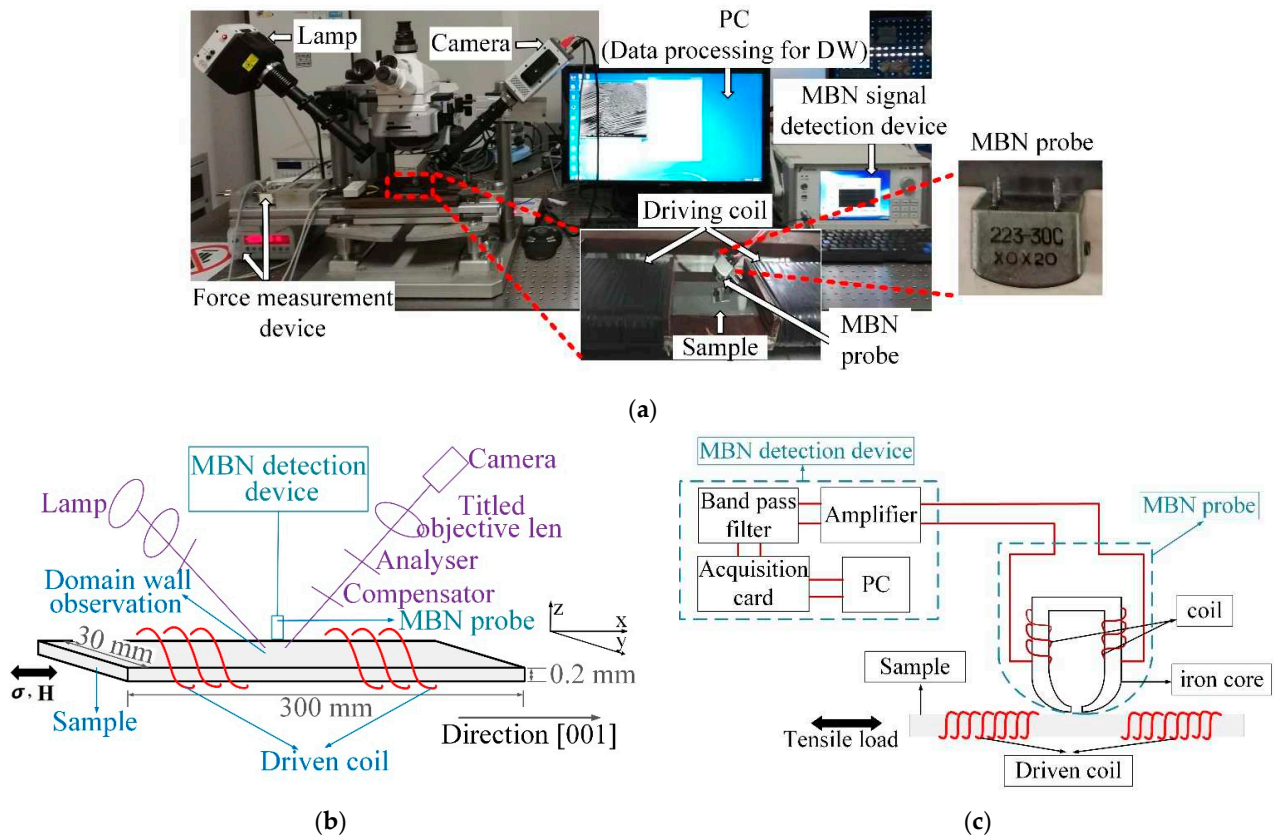 Lamp
Camera
PC
(Data processing for DW)
MBN signal
detection device
MBN probe
223-30C
X0X20
Driving coil
Force measurement
device
Sample
MBN
probe
(a)
Lamp
MBN detection
device
Camera
Titled
objective len
Analyser
Compensator
Domain wall
observation
MBN probe
z
x
y
30 mm
0.2 mm
σ, H
300 mm
Sample
Direction [001]
Driven coil
(b)
MBN detection device
Band pass
filter
Amplifier
MBN probe
Acquisition
card
PC
coil
Sample
iron core
Tensile load
Driven coil
(c)